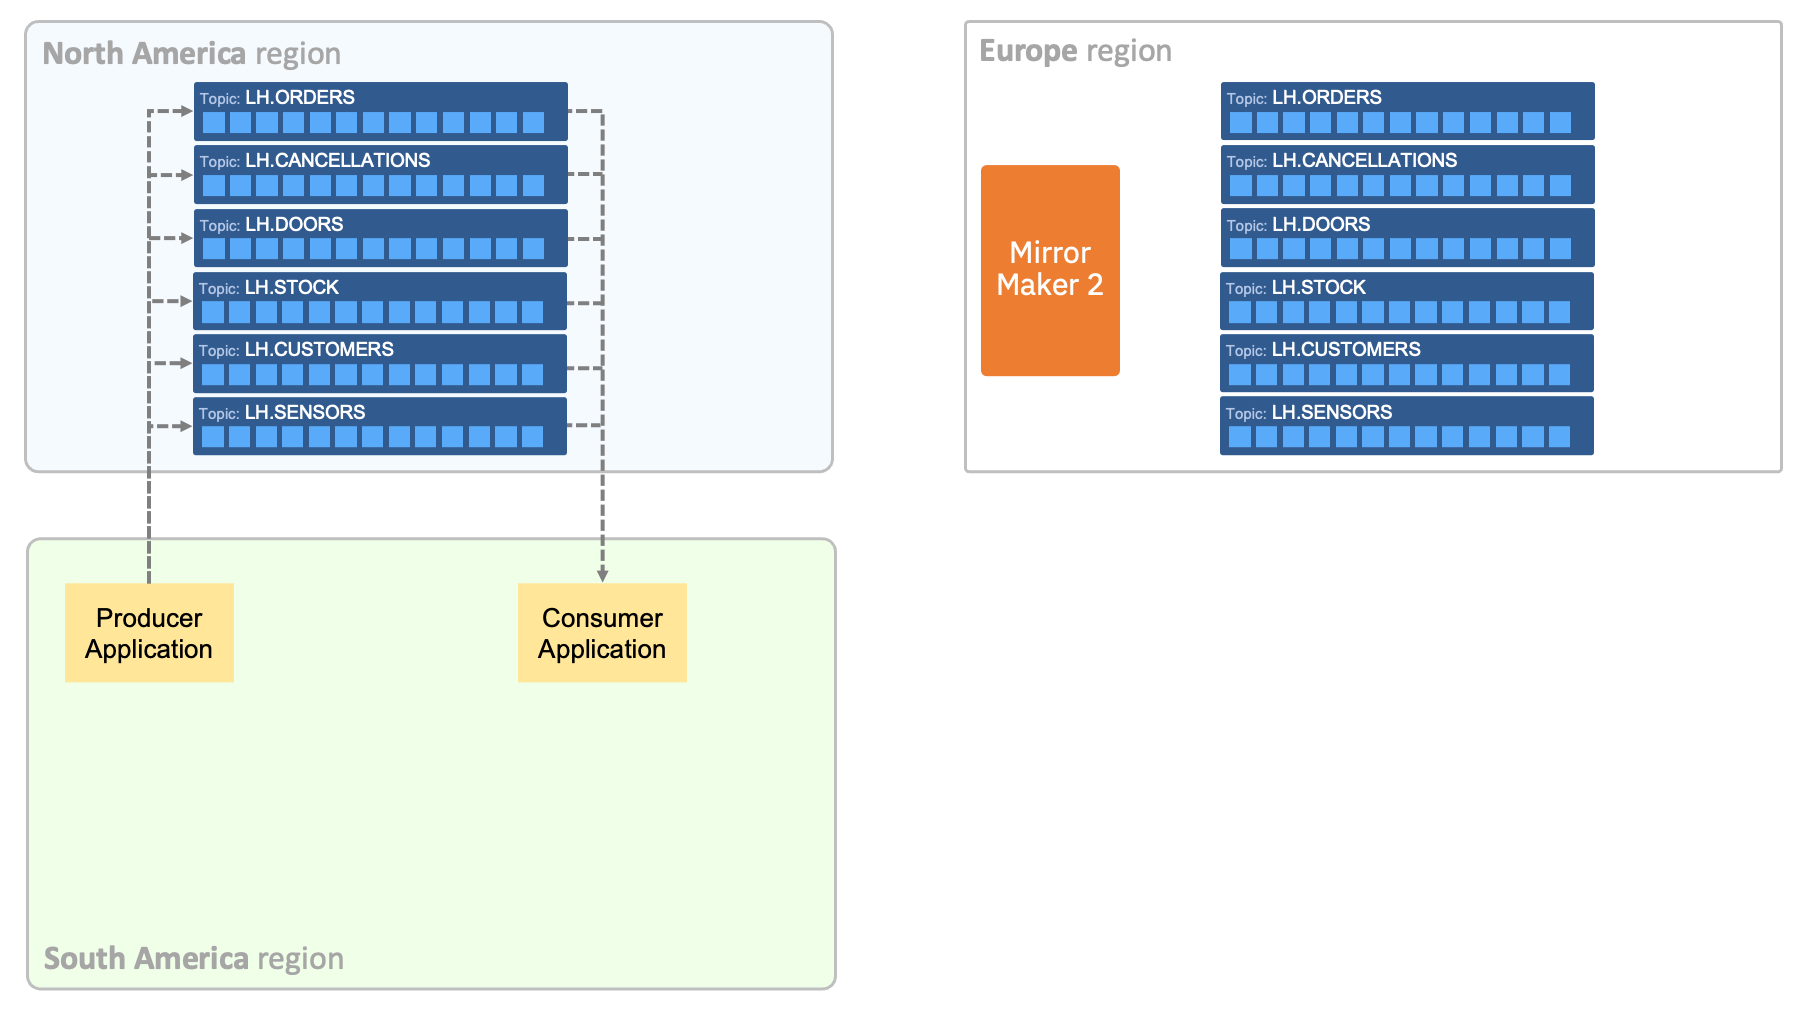 North America region
Topic: LH.ORDERS
Topic: LH.CANCELLATIONS
Topic: LH.DOORS
Topic: LH.STOCK
Topic: LH.CUSTOMERS
Topic: LH.SENSORS
Europe region
Mirror
Maker 2
Topic: LH.ORDERS
Topic: LH.CANCELLATIONS
Topic: LH.DOORS
Topic: LH.STOCK
Topic: LH.CUSTOMERS
Topic: LH.SENSORS
Producer
Application
Consumer
Application
South America region